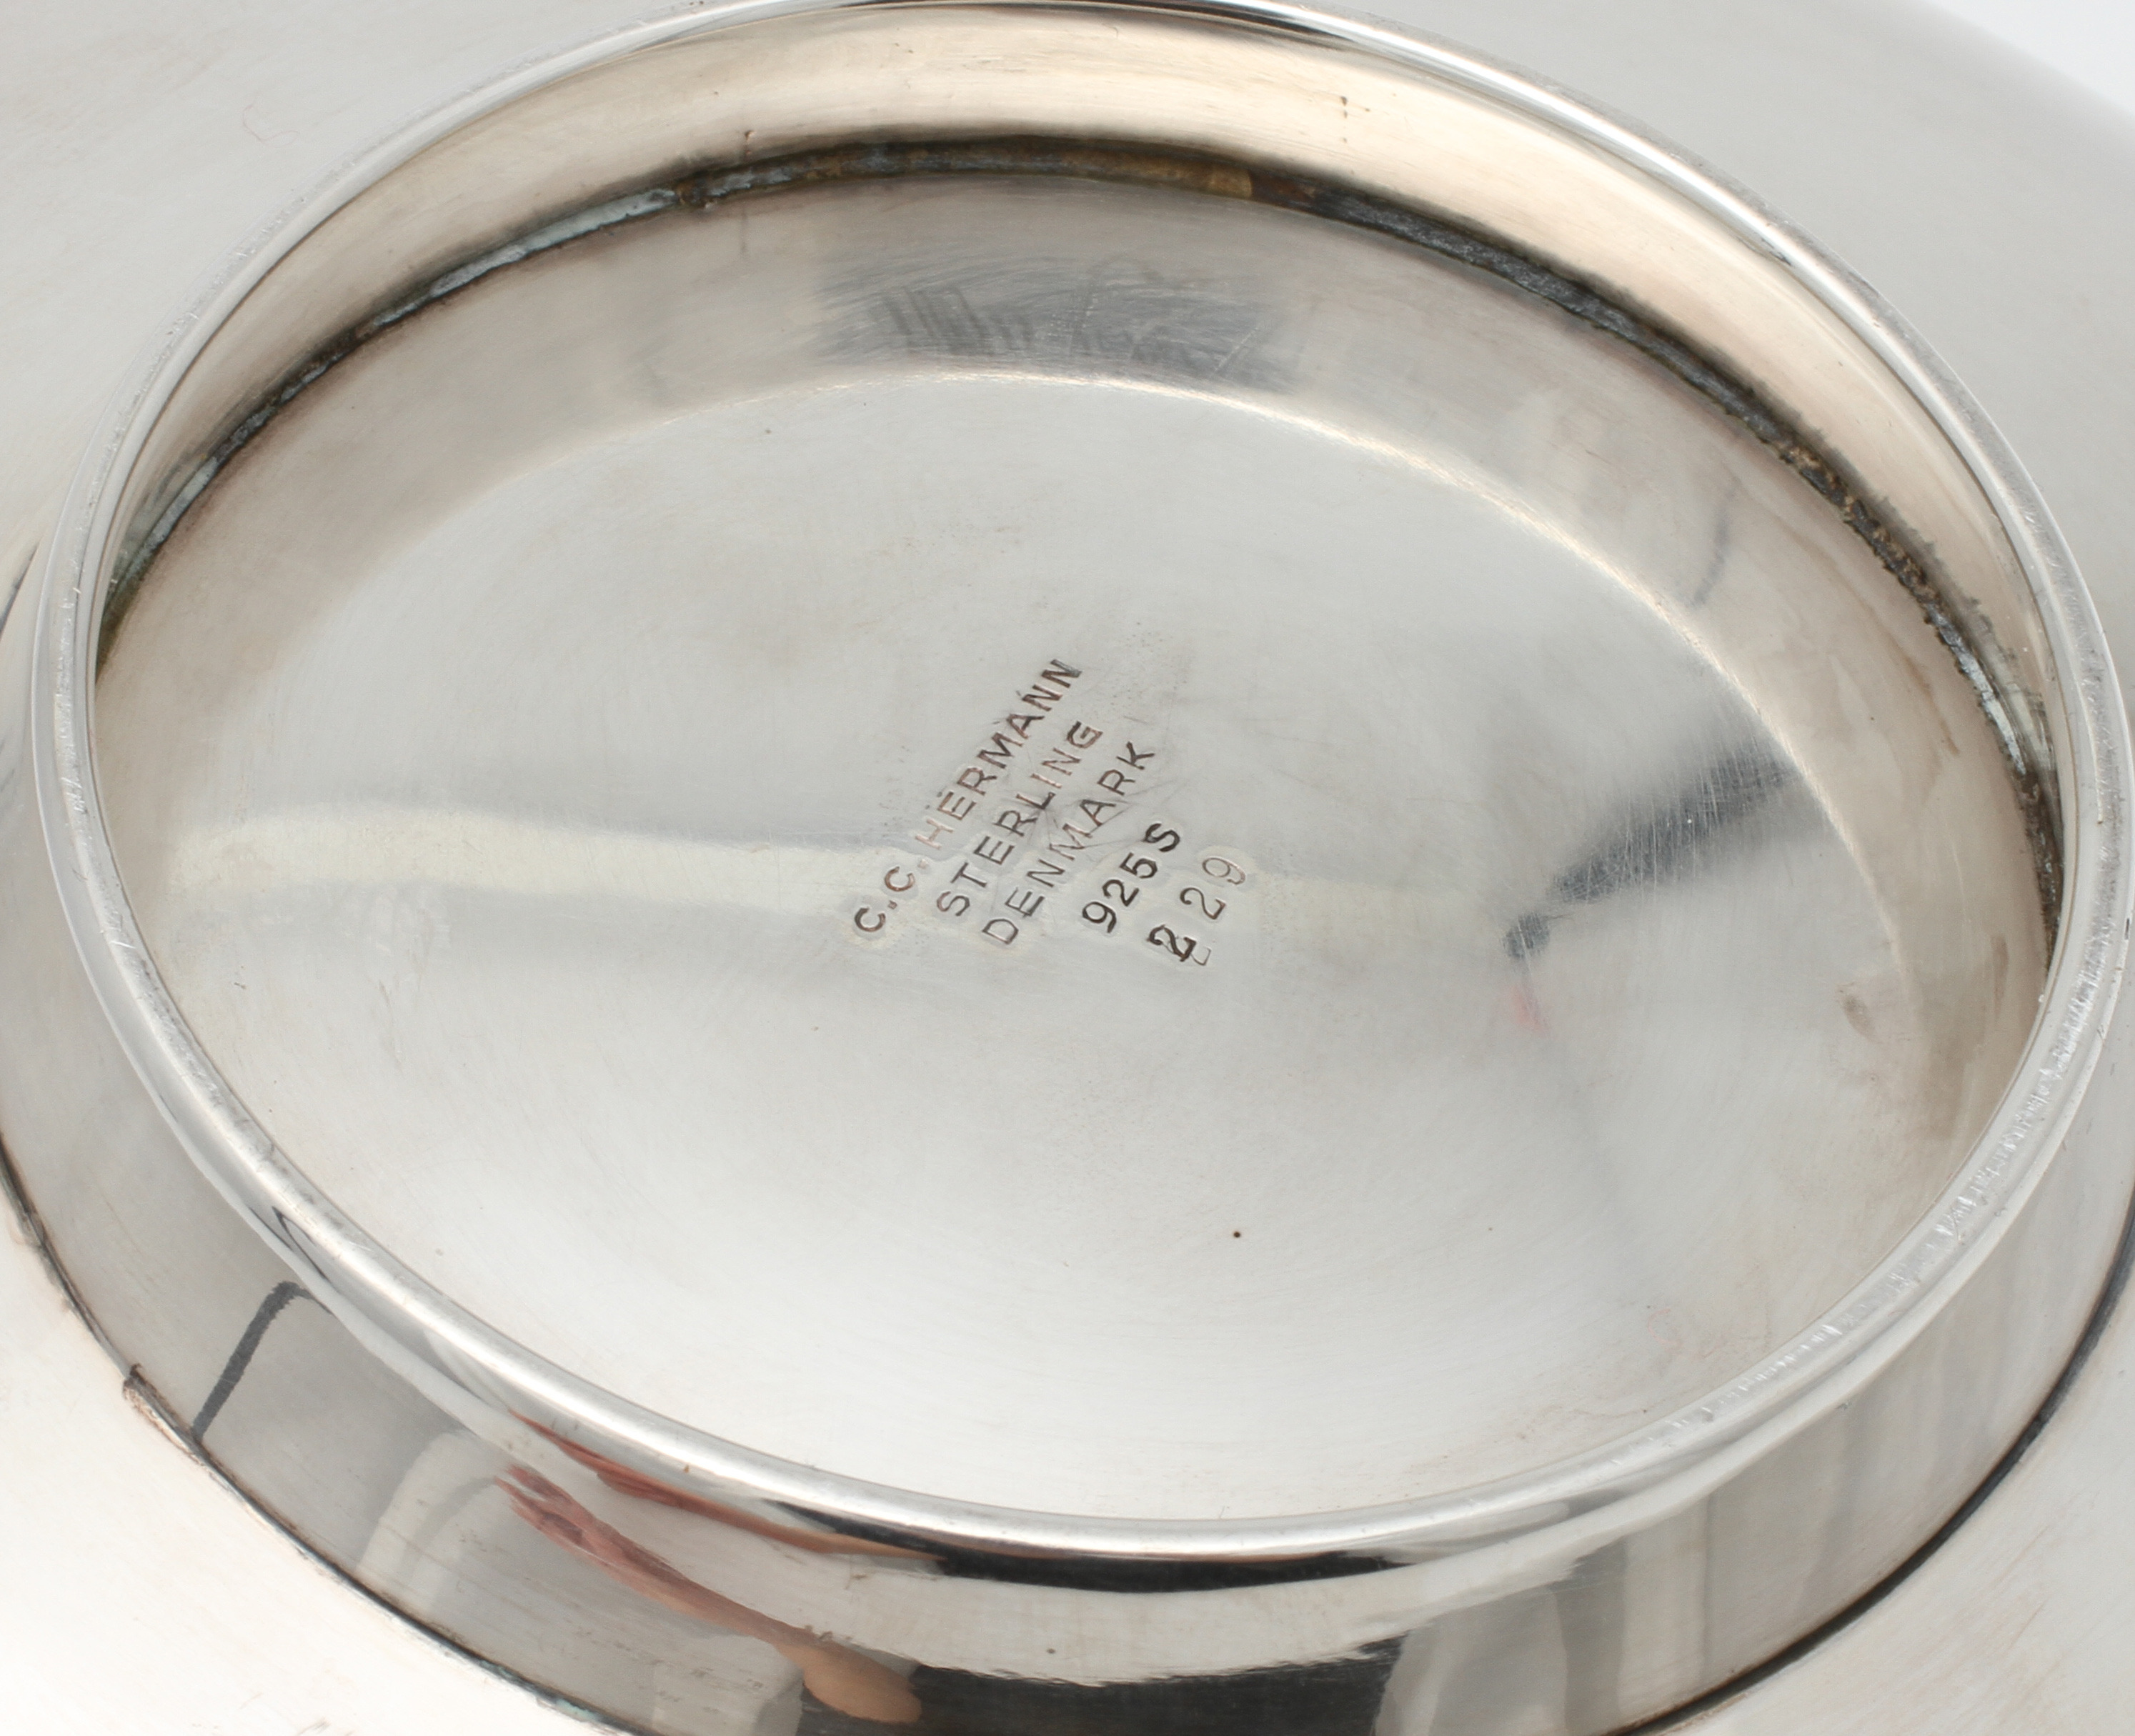 C.C. HERMANN
STERLING
DENMARK
925S
229